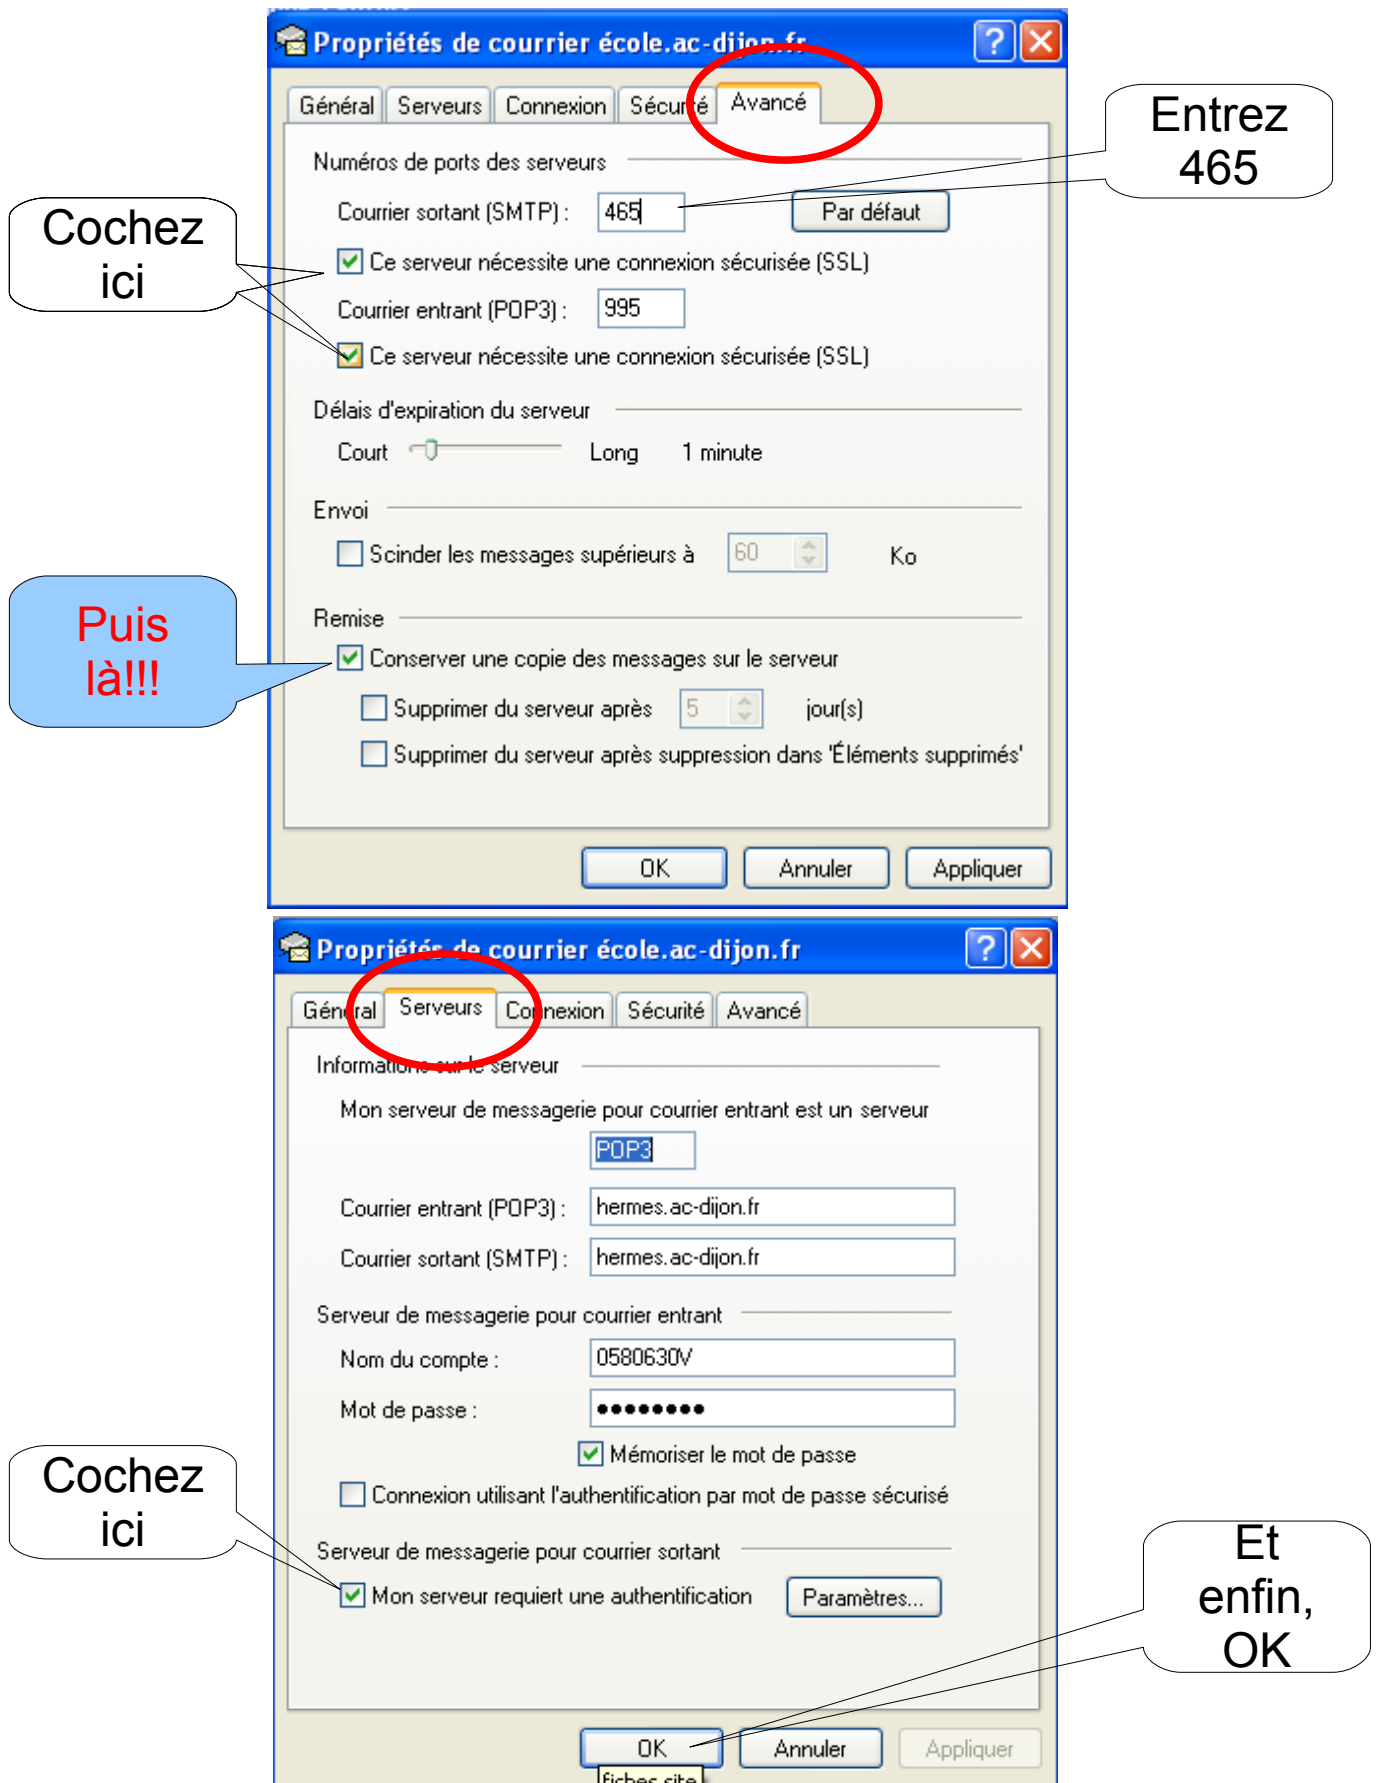 Propriétés de courrier école.ac-dijon.fr
Général Serveurs Connexion Sécurité Avancé
Entrez
465
Numéros de ports des serveurs
Courrier sortant (SMTP) : 465 Par défaut
Cochez
ici
Ce serveur nécessite une connexion sécurisée (SSL)
Courrier entrant (POP3) : 995
Ce serveur nécessite une connexion sécurisée (SSL)
Délais d'expiration du serveur
Court Long 1 minute
Envoi
Scinder les messages supérieurs à 60 Ko
Puis
là!!!
Remise
Conserver une copie des messages sur le serveur
Supprimer du serveur après 5 jour(s)
Supprimer du serveur après suppression dans 'Éléments supprimés'
OK Annuler Appliquer
Propriétés de courrier école.ac-dijon.fr
Général Serveurs Connexion Sécurité Avancé
Informations sur le serveur
Mon serveur de messagerie pour courrier entrant est un serveur
POP3
Courrier entrant (POP3) : hermes.ac-dijon.fr
Courrier sortant (SMTP) : hermes.ac-dijon.fr
Serveur de messagerie pour courrier entrant
Nom du compte : 0580630V
Mot de passe : ••••••••
Mémoriser le mot de passe
Cochez
ici
Connexion utilisant l'authentification par mot de passe sécurisé
Serveur de messagerie pour courrier sortant
Mon serveur requiert une authentification Paramètres...
Et
enfin,
OK
OK Annuler Appliquer
fiches site